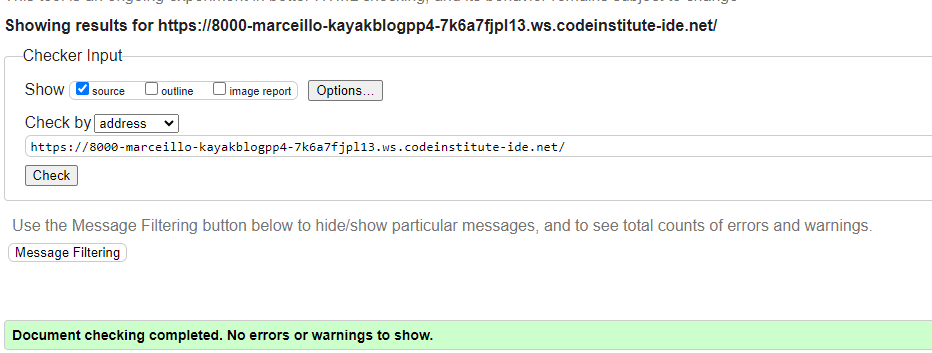 Showing results for https://8000-marceillo-kayakblogpp4-7k6a7fjpl13.ws.codeinstitute-ide.net/
Checker Input
Show source outline image report Options...
Check by address
https://8000-marceillo-kayakblogpp4-7k6a7fjpl13.ws.codeinstitute-ide.net/
Check
Use the Message Filtering button below to hide/show particular messages, and to see total counts of errors and warnings.
Message Filtering
Document checking completed. No errors or warnings to show.